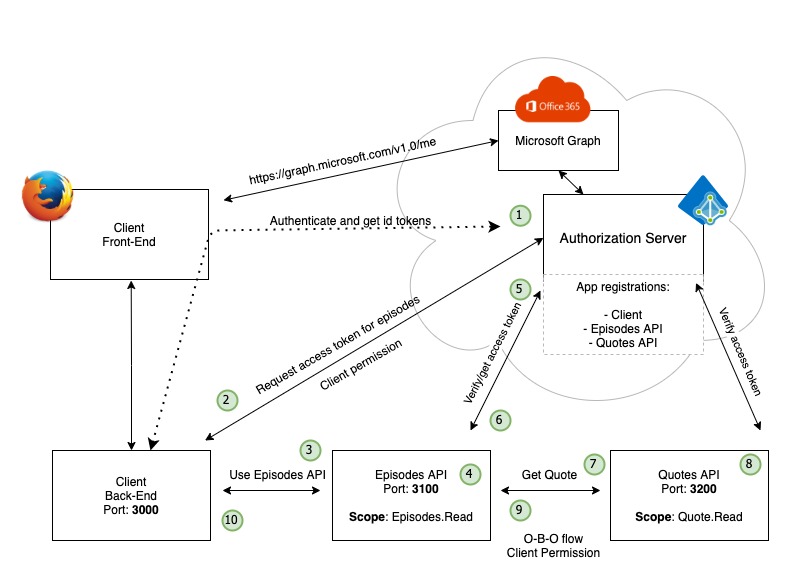 Office 365
Microsoft Graph
https://graph.microsoft.com/v1.0/me
Client
Front-End
Authenticate and get id tokens
1
Authorization Server
5
App registrations:
- Client
- Episodes API
- Quotes API
Request access token for episodes
Client permission
Verify/get access token
Verify access token
2
6
3
Client
Back-End
Port: 3000
Use Episodes API
10
Episodes API
Port: 3100
4
Scope: Episodes.Read
7
Get Quote
9
O-B-O flow
Client Permission
Quotes API
Port: 3200
8
Scope: Quote.Read